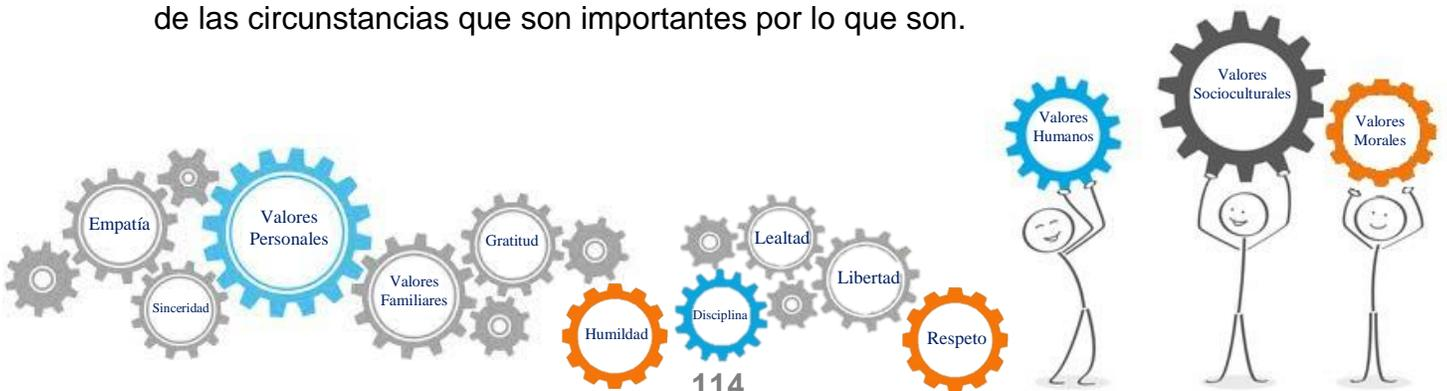 de las circunstancias que son importantes por lo que son.
Empatía
Sinceridad
Valores
Personales
Valores
Familiares
Gratitud
Humildad
Disciplina
Lealtad
Libertad
Respeto
Valores
Humanos
Valores
Socioculturales
Valores
Morales
114